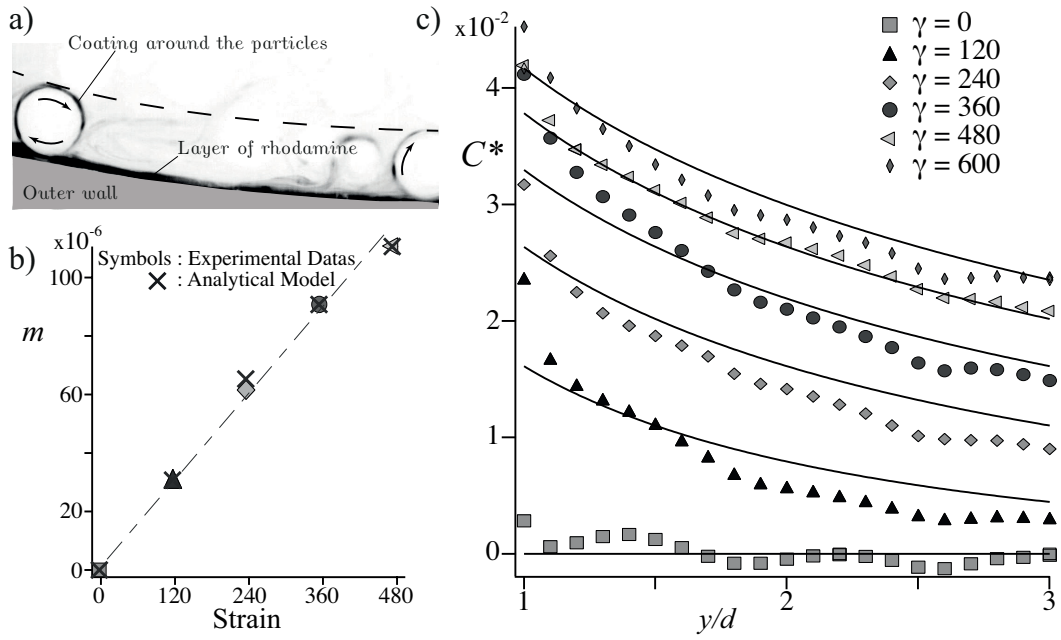 a)
Coating around the particles
Layer of rhodamine
Outer wall
b)
x10⁻⁶
Symbols : Experimental Datas
× : Analytical Model
100
m
60
20
0
0 120 240 360 480
Strain
c)
x10⁻²
γ = 0
γ = 120
γ = 240
γ = 360
γ = 480
γ = 600
4
C*
3
2
1
0
1 2 3
y/d